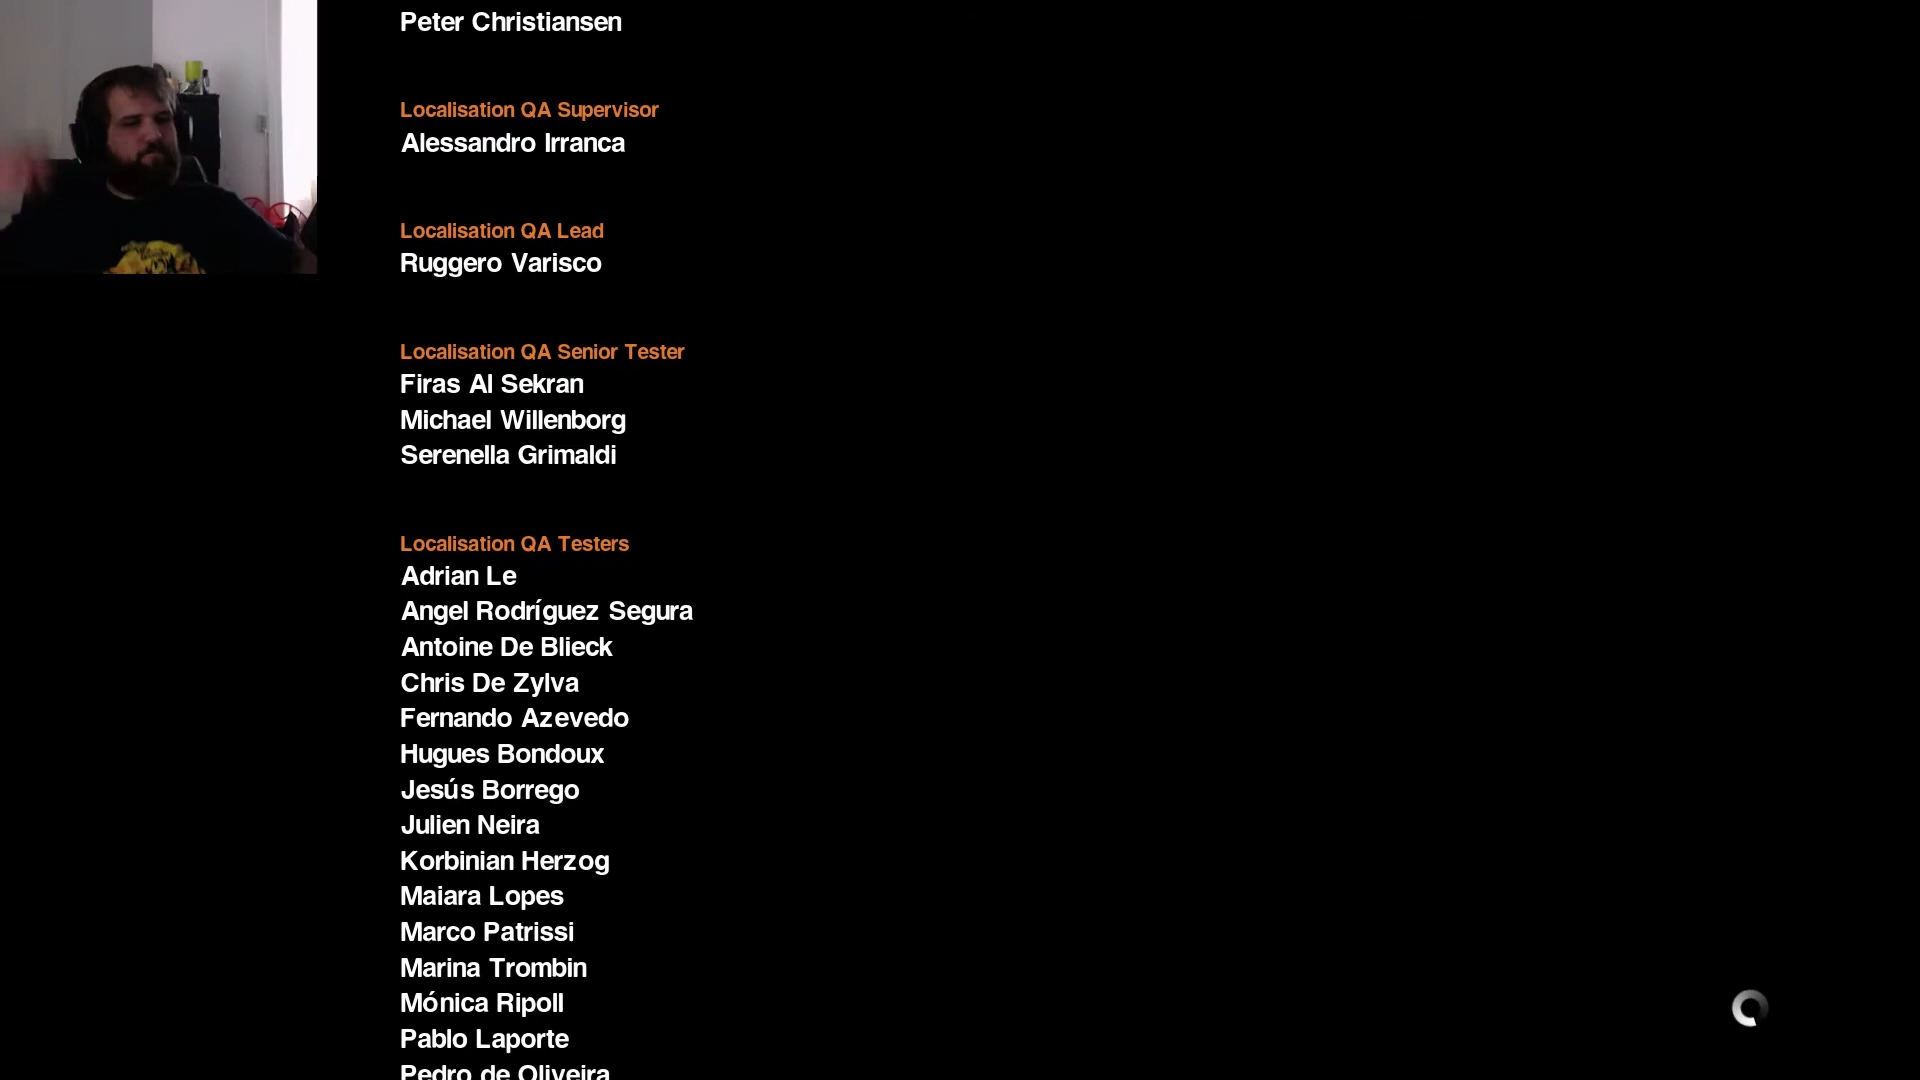 Peter Christiansen
Localisation QA Supervisor
Alessandro Irranca
Localisation QA Lead
Ruggero Varisco
Localisation QA Senior Tester
Firas Al Sekran
Michael Willenborg
Serenella Grimaldi
Localisation QA Testers
Adrian Le
Angel Rodríguez Segura
Antoine De Blieck
Chris De Zylva
Fernando Azevedo
Hugues Bondoux
Jesús Borrego
Julien Neira
Korbinian Herzog
Maiara Lopes
Marco Patrissi
Marina Trombin
Mónica Ripoll
Pablo Laporte
Pedro de Oliveira